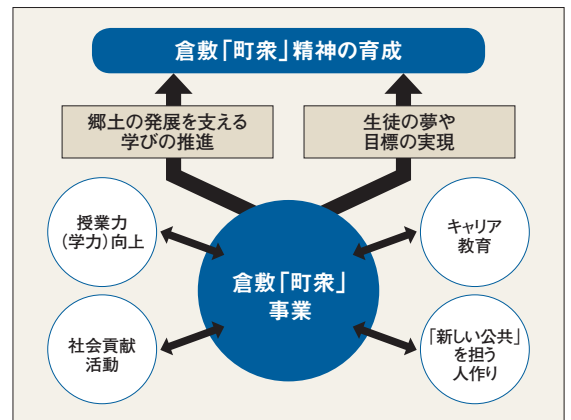 倉敷「町衆」精神の育成
郷土の発展を支える
学びの推進
生徒の夢や
目標の実現
授業力
(学力)向上
キャリア
教育
倉敷「町衆」
事業
社会貢献
活動
「新しい公共」
を担う
人作り